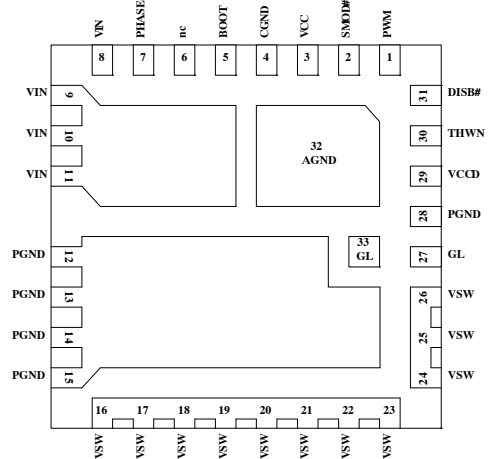 VIN PHASE nc BOOT CGND VCC SMOD# PWM
8 7 6 5 4 3 2 1
VIN 9 31 DISB#
VIN 10 32 30 THWN
AGND
VIN 11 29 VCCD
28 PGND
PGND 12 33 27 GL
GL
PGND 13 26 VSW
PGND 14 25 VSW
PGND 15 24 VSW
16 17 18 19 20 21 22 23
VSW VSW VSW VSW VSW VSW VSW VSW